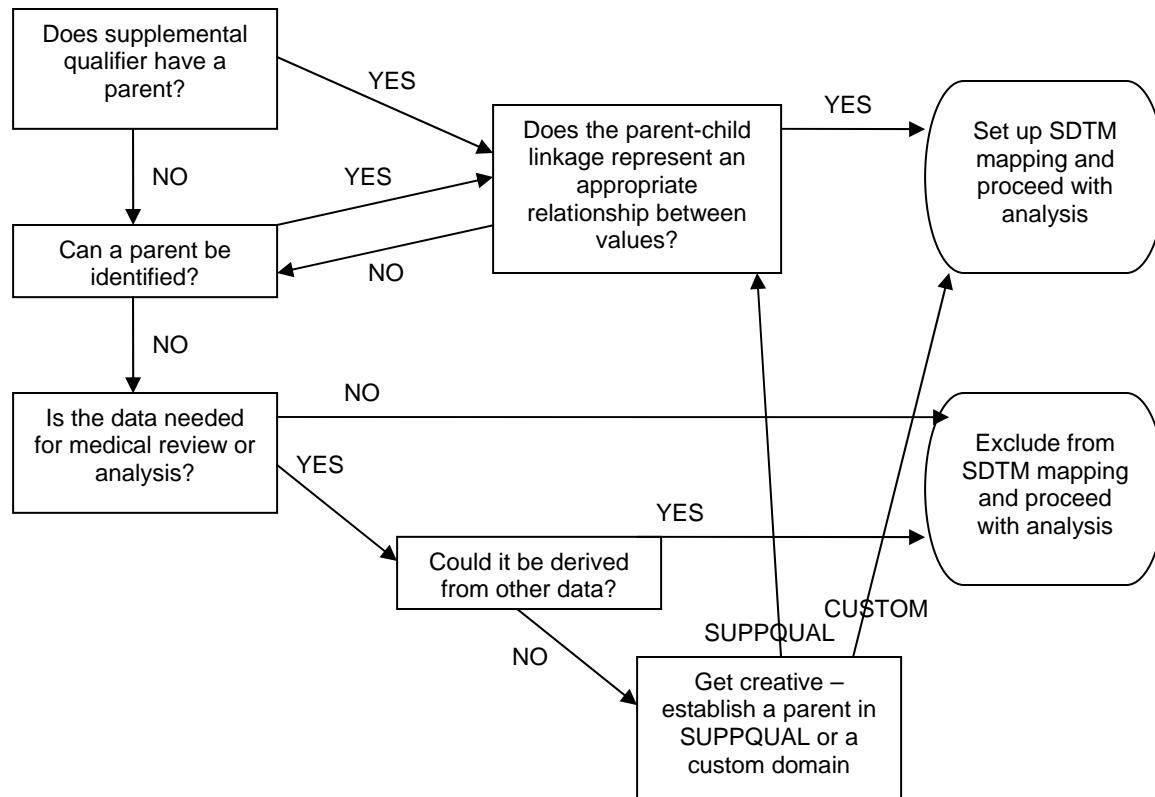 Does supplemental
qualifier have a
parent?
YES
NO
YES
Does the parent-child
linkage represent an
appropriate
relationship between
values?
YES
Set up SDTM
mapping and
proceed with
analysis
Can a parent be
identified?
NO
NO
Is the data needed
for medical review or
analysis?
NO
YES
Exclude from
SDTM mapping
and proceed
with analysis
Could it be derived
from other data?
YES
NO
SUPPQUAL
CUSTOM
Get creative –
establish a parent in
SUPPQUAL or a
custom domain